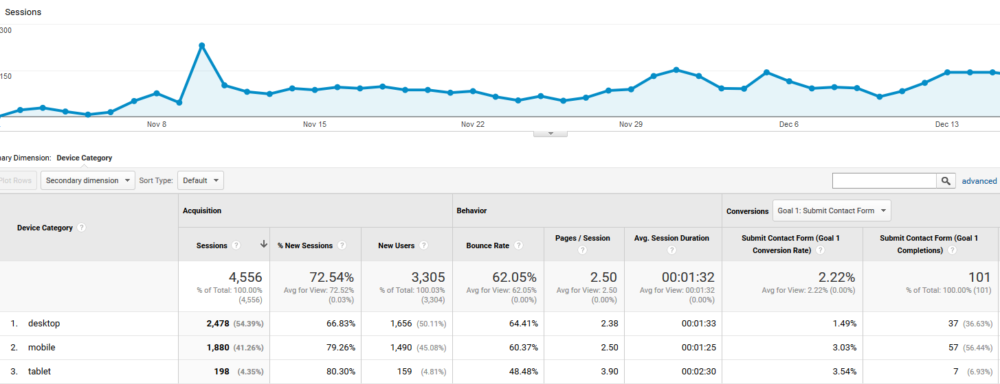 Sessions
300
150
Nov 8 Nov 15 Nov 22 Nov 29 Dec 6 Dec 13
ary Dimension: Device Category
Plot Rows Secondary dimension Sort Type: Default advanced
Device Category ? Acquisition Behavior Conversions Goal 1: Submit Contact Form
Sessions ? % New Sessions ? New Users ? Bounce Rate ? Pages / Session ? Avg. Session Duration ? Submit Contact Form (Goal 1 Conversion Rate) ? Submit Contact Form (Goal 1 Completions) ?
4,556 72.54% 3,305 62.05% 2.50 00:01:32 2.22% 101
% of Total: 100.00% Avg for View: 72.52% % of Total: 100.03% Avg for View: 62.05% Avg for View: 2.50 Avg for View: 00:01:32 Avg for View: 2.22% (0.00%) % of Total: 100.00% (101)
(4,556) (0.03%) (3,304) (0.00%) (0.00%) (0.00%)
1. desktop 2,478 (54.39%) 66.83% 1,656 (50.11%) 64.41% 2.38 00:01:33 1.49% 37 (36.63%)
2. mobile 1,880 (41.26%) 79.26% 1,490 (45.08%) 60.37% 2.50 00:01:25 3.03% 57 (56.44%)
3. tablet 198 (4.35%) 80.30% 159 (4.81%) 48.48% 3.90 00:02:30 3.54% 7 (6.93%)